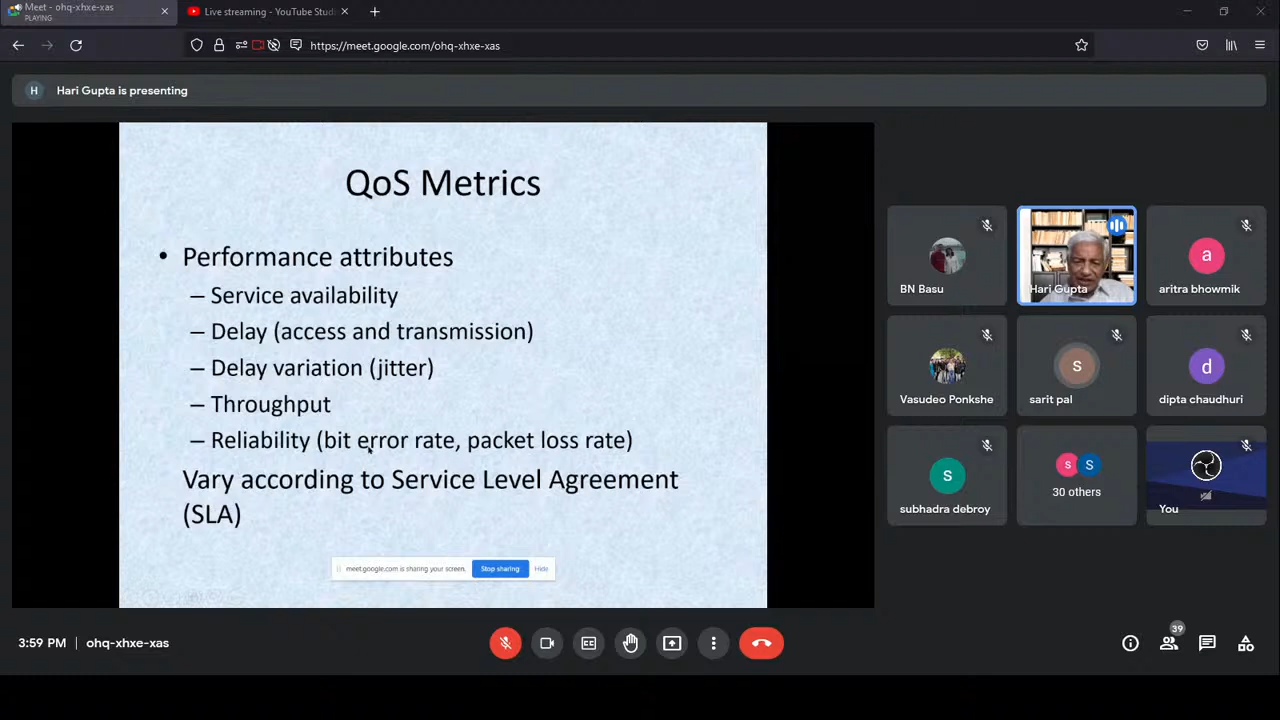 Meet - ohq-xhxe-xas
PLAYING
Live streaming - YouTube Studi
https://meet.google.com/ohq-xhxe-xas
H
Hari Gupta is presenting
QoS Metrics
• Performance attributes
– Service availability
– Delay (access and transmission)
– Delay variation (jitter)
– Throughput
– Reliability (bit error rate, packet loss rate)
Vary according to Service Level Agreement
(SLA)
meet.google.com is sharing your screen.
Stop sharing
Hide
BN Basu
Hari Gupta
a
aritra bhowmik
Vasudeo Ponkshe
s
sarit pal
d
dipta chaudhuri
s
subhadra debroy
s S
30 others
You
3:59 PM | ohq-xhxe-xas
39